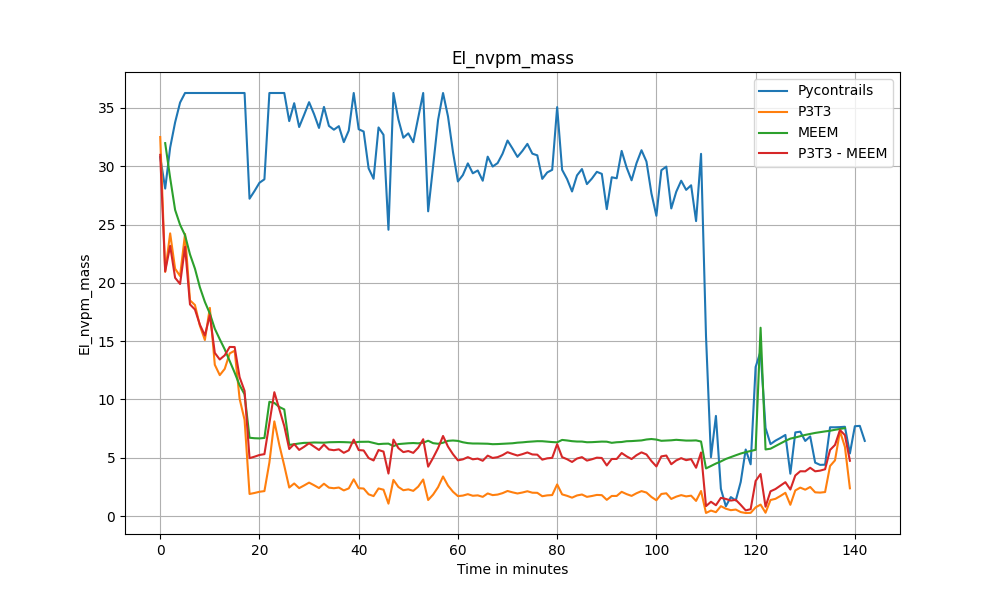 EI_nvpm_mass
Pycontrails
P3T3
MEEM
P3T3 - MEEM
EI_nvpm_mass
35
30
25
20
15
10
5
0
0 20 40 60 80 100 120 140
Time in minutes